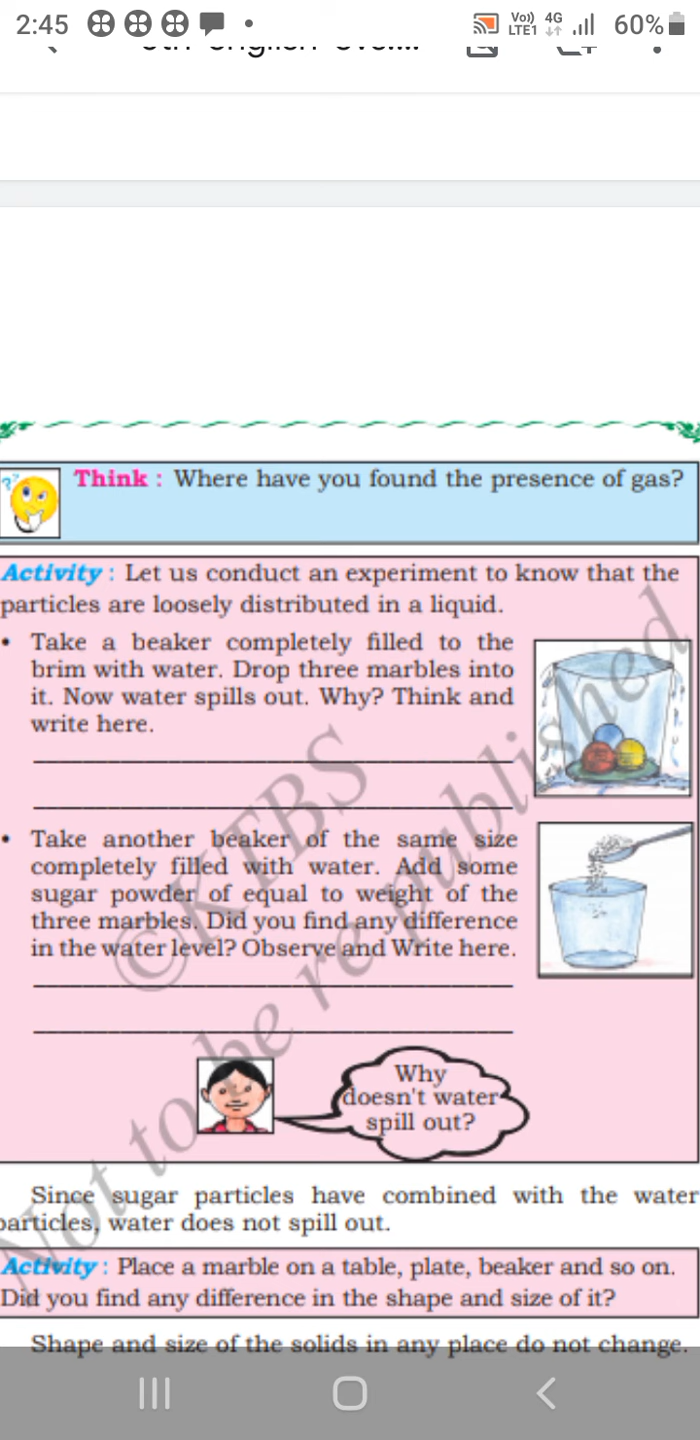 2:45
Vo)) 4G
LTE1
60%
Think : Where have you found the presence of gas?
Activity : Let us conduct an experiment to know that the
particles are loosely distributed in a liquid.
• Take a beaker completely filled to the
brim with water. Drop three marbles into
it. Now water spills out. Why? Think and
write here.
• Take another beaker of the same size
completely filled with water. Add some
sugar powder of equal to weight of the
three marbles. Did you find any difference
in the water level? Observe and Write here.
Why
doesn't water
spill out?
Since sugar particles have combined with the water
particles, water does not spill out.
Activity : Place a marble on a table, plate, beaker and so on.
Did you find any difference in the shape and size of it?
Shape and size of the solids in any place do not change.
©KTBS
Not to be republished